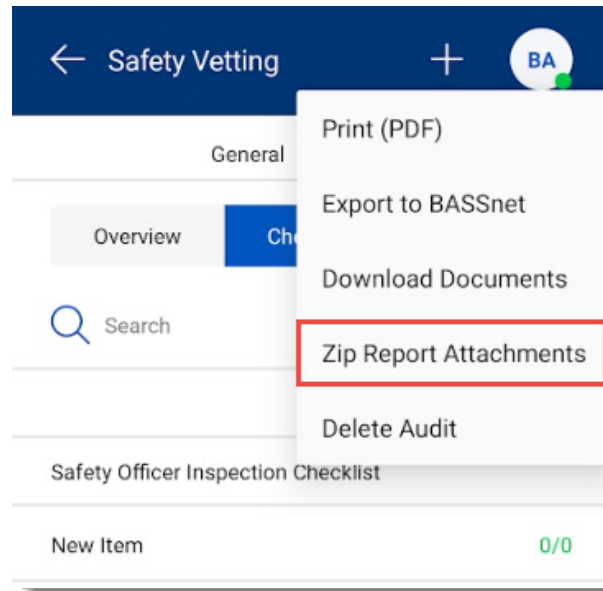 Safety Vetting
BA
Print (PDF)
General
Export to BASSnet
Overview
Download Documents
Search
Zip Report Attachments
Delete Audit
Safety Officer Inspection Checklist
New Item
0/0